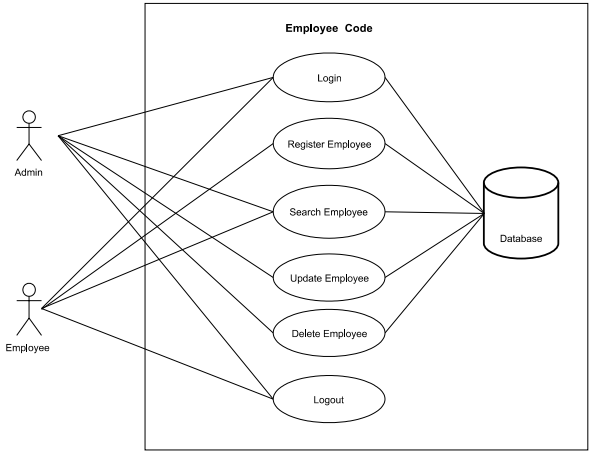 Employee Code
Login
Register Employee
Admin
Search Employee
Database
Update Employee
Delete Employee
Employee
Logout